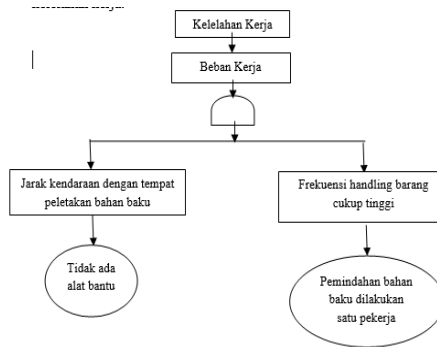 Kelelahan Kerja
Beban Kerja
Jarak kendaraan dengan tempat
peletakan bahan baku
Frekuensi handling barang
cukup tinggi
Tidak ada
alat bantu
Pemindahan bahan
baku dilakukan
satu pekerja